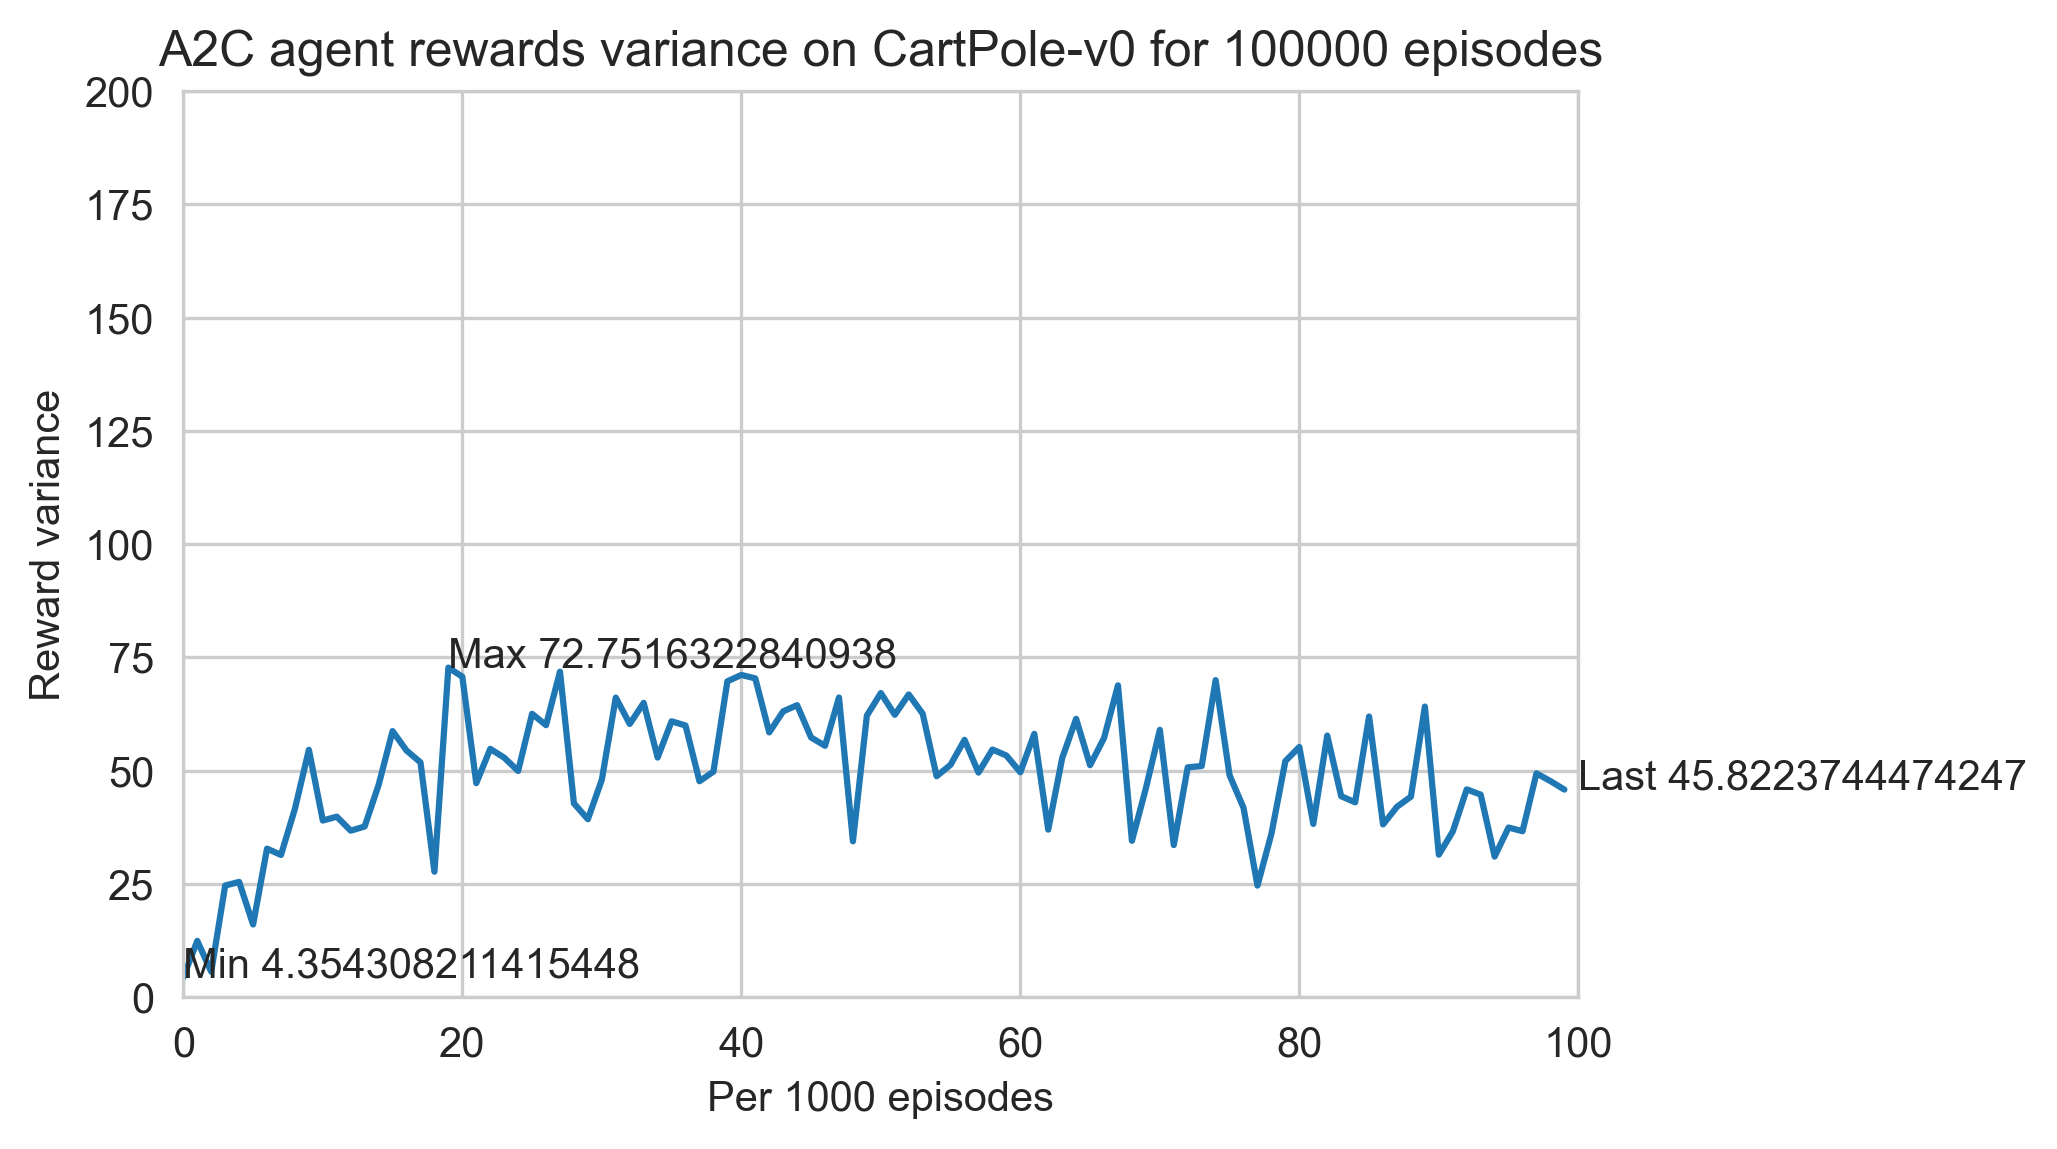 A2C agent rewards variance on CartPole-v0 for 100000 episodes
200
175
150
125
100
75
50
25
0
Reward variance
Max 72.7516322840938
Last 45.8223744474247
Min 4.354308211415448
0 20 40 60 80 100
Per 1000 episodes